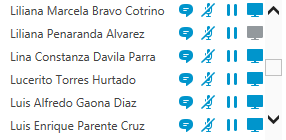 Liliana Marcela Bravo Cotrino
Liliana Penaranda Alvarez
Lina Constanza Davila Parra
Lucerito Torres Hurtado
Luis Alfredo Gaona Diaz
Luis Enrique Parente Cruz